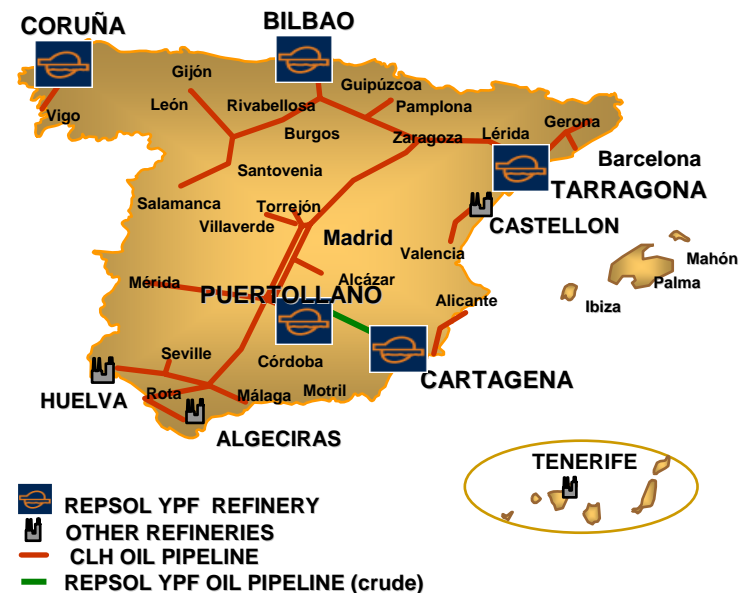 CORUÑA
BILBAO
Gijón
Guipúzcoa
León
Rivabellosa
Pamplona
Vigo
Burgos
Zaragoza
Lérida
Gerona
Barcelona
Santovenia
TARRAGONA
Salamanca
Torrejón
Villaverde
CASTELLON
Madrid
Valencia
Mahón
Mérida
Alcázar
Palma
PUERTOLLANO
Alicante
Ibiza
Seville
Córdoba
CARTAGENA
HUELVA
Rota
Málaga
Motril
ALGECIRAS
TENERIFE
REPSOL YPF REFINERY
OTHER REFINERIES
CLH OIL PIPELINE
REPSOL YPF OIL PIPELINE (crude)